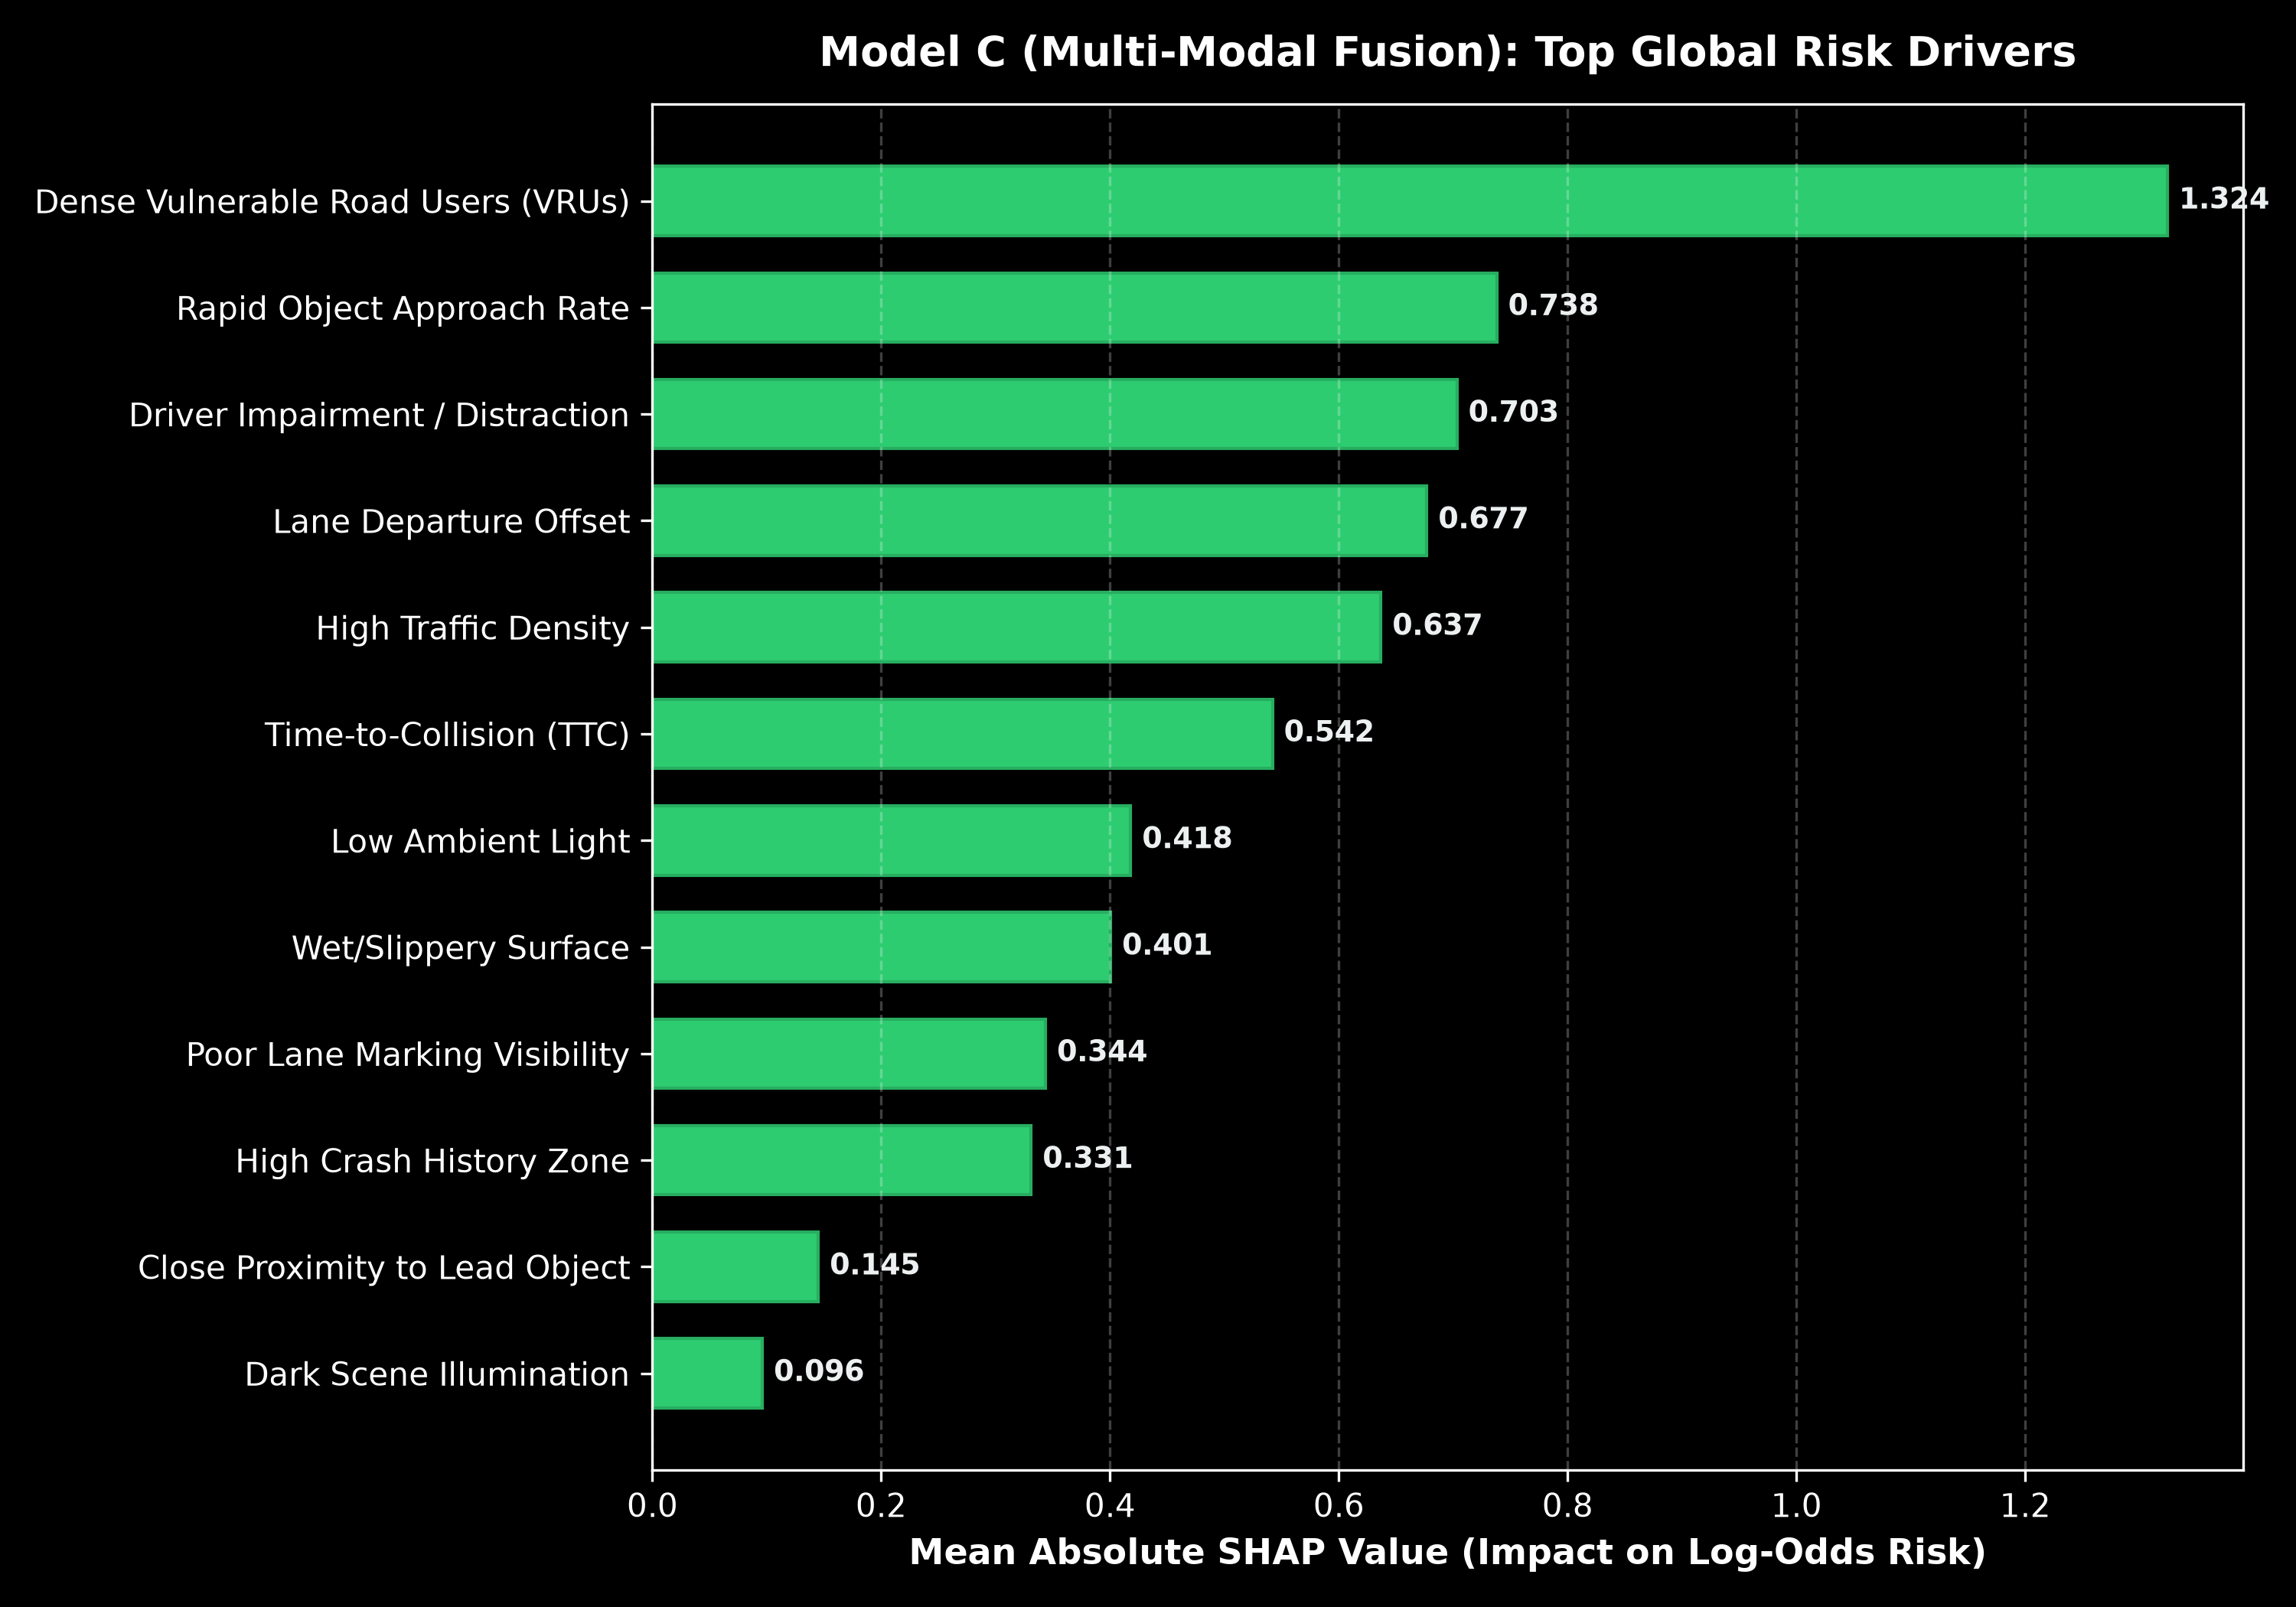 Model C (Multi-Modal Fusion): Top Global Risk Drivers
Dense Vulnerable Road Users (VRUs) 1.324
Rapid Object Approach Rate 0.738
Driver Impairment / Distraction 0.703
Lane Departure Offset 0.677
High Traffic Density 0.637
Time-to-Collision (TTC) 0.542
Low Ambient Light 0.418
Wet/Slippery Surface 0.401
Poor Lane Marking Visibility 0.344
High Crash History Zone 0.331
Close Proximity to Lead Object 0.145
Dark Scene Illumination 0.096
0.0 0.2 0.4 0.6 0.8 1.0 1.2
Mean Absolute SHAP Value (Impact on Log-Odds Risk)